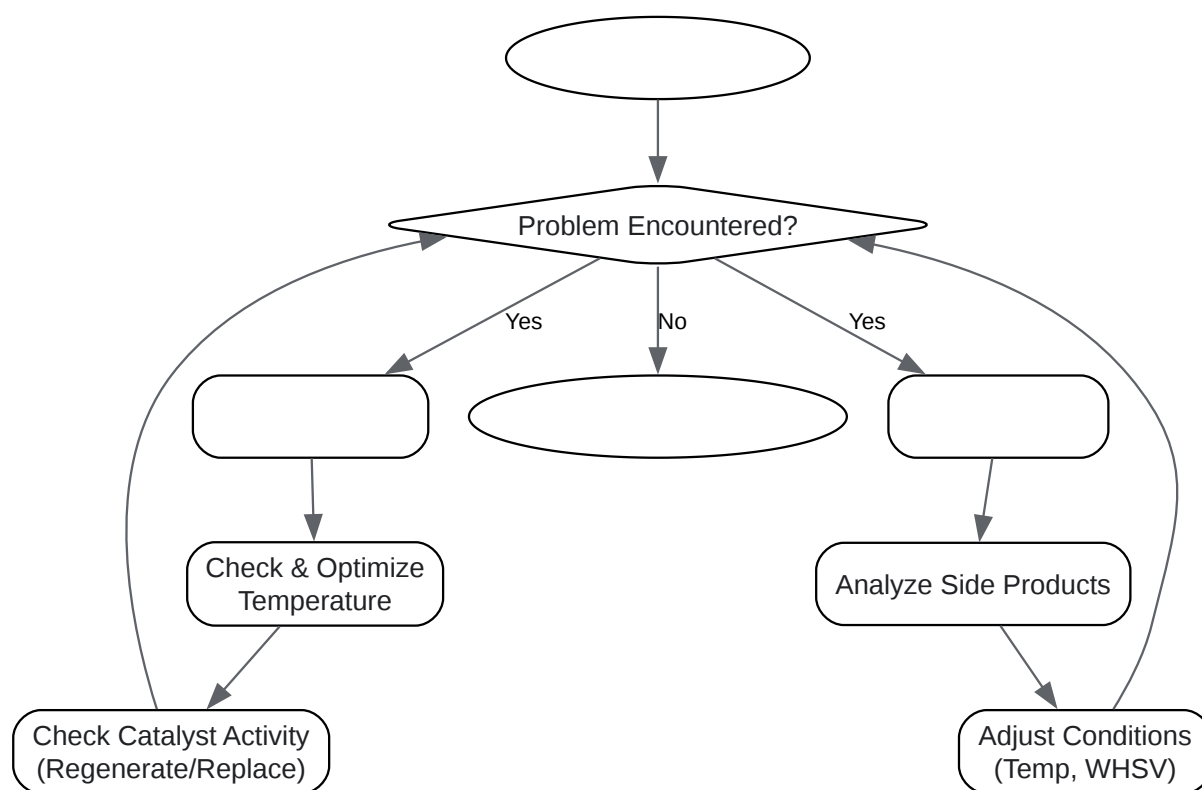 Problem Encountered?
Yes
No
Yes
Check & Optimize
Temperature
Analyze Side Products
Check Catalyst Activity
(Regenerate/Replace)
Adjust Conditions
(Temp, WHSV)